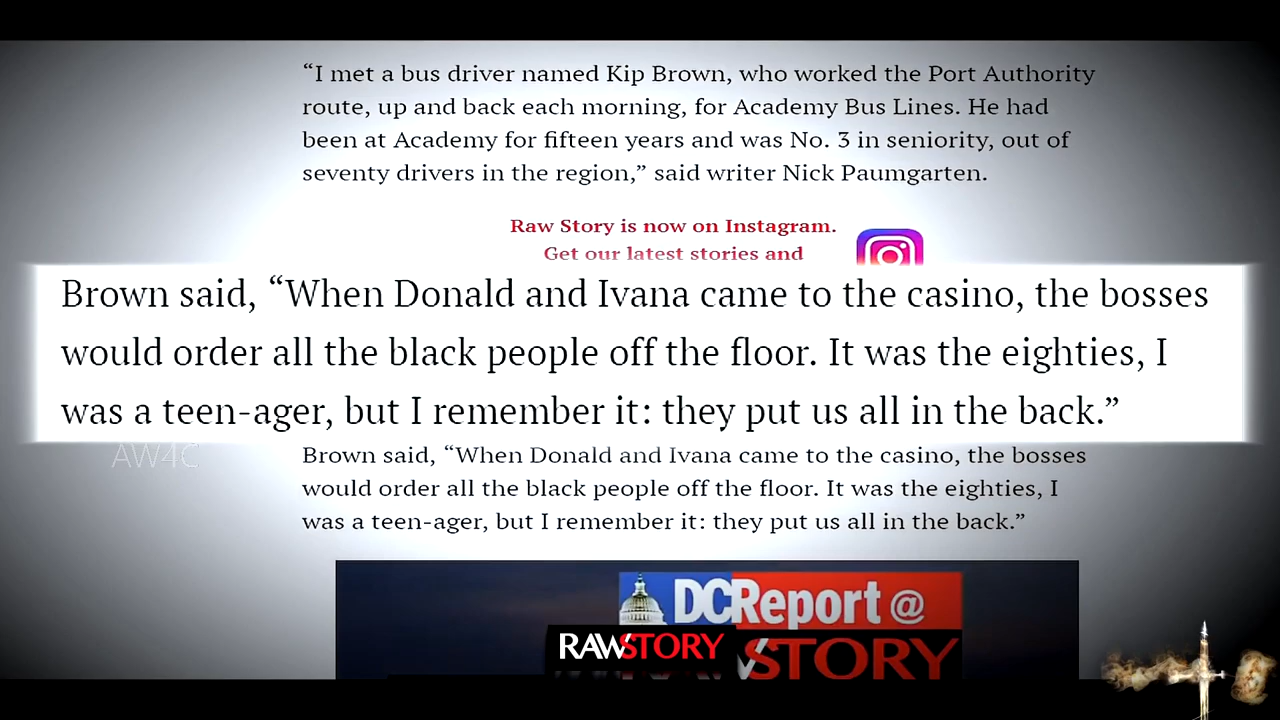 “I met a bus driver named Kip Brown, who worked the Port Authority
route, up and back each morning, for Academy Bus Lines. He had
been at Academy for fifteen years and was No. 3 in seniority, out of
seventy drivers in the region,” said writer Nick Paumgarten.
Raw Story is now on Instagram.
Get our latest stories and
Brown said, “When Donald and Ivana came to the casino, the bosses
would order all the black people off the floor. It was the eighties, I
was a teen-ager, but I remember it: they put us all in the back.”
AW4C
Brown said, “When Donald and Ivana came to the casino, the bosses
would order all the black people off the floor. It was the eighties, I
was a teen-ager, but I remember it: they put us all in the back.”
DCReport @
RAWSTORY
STORY